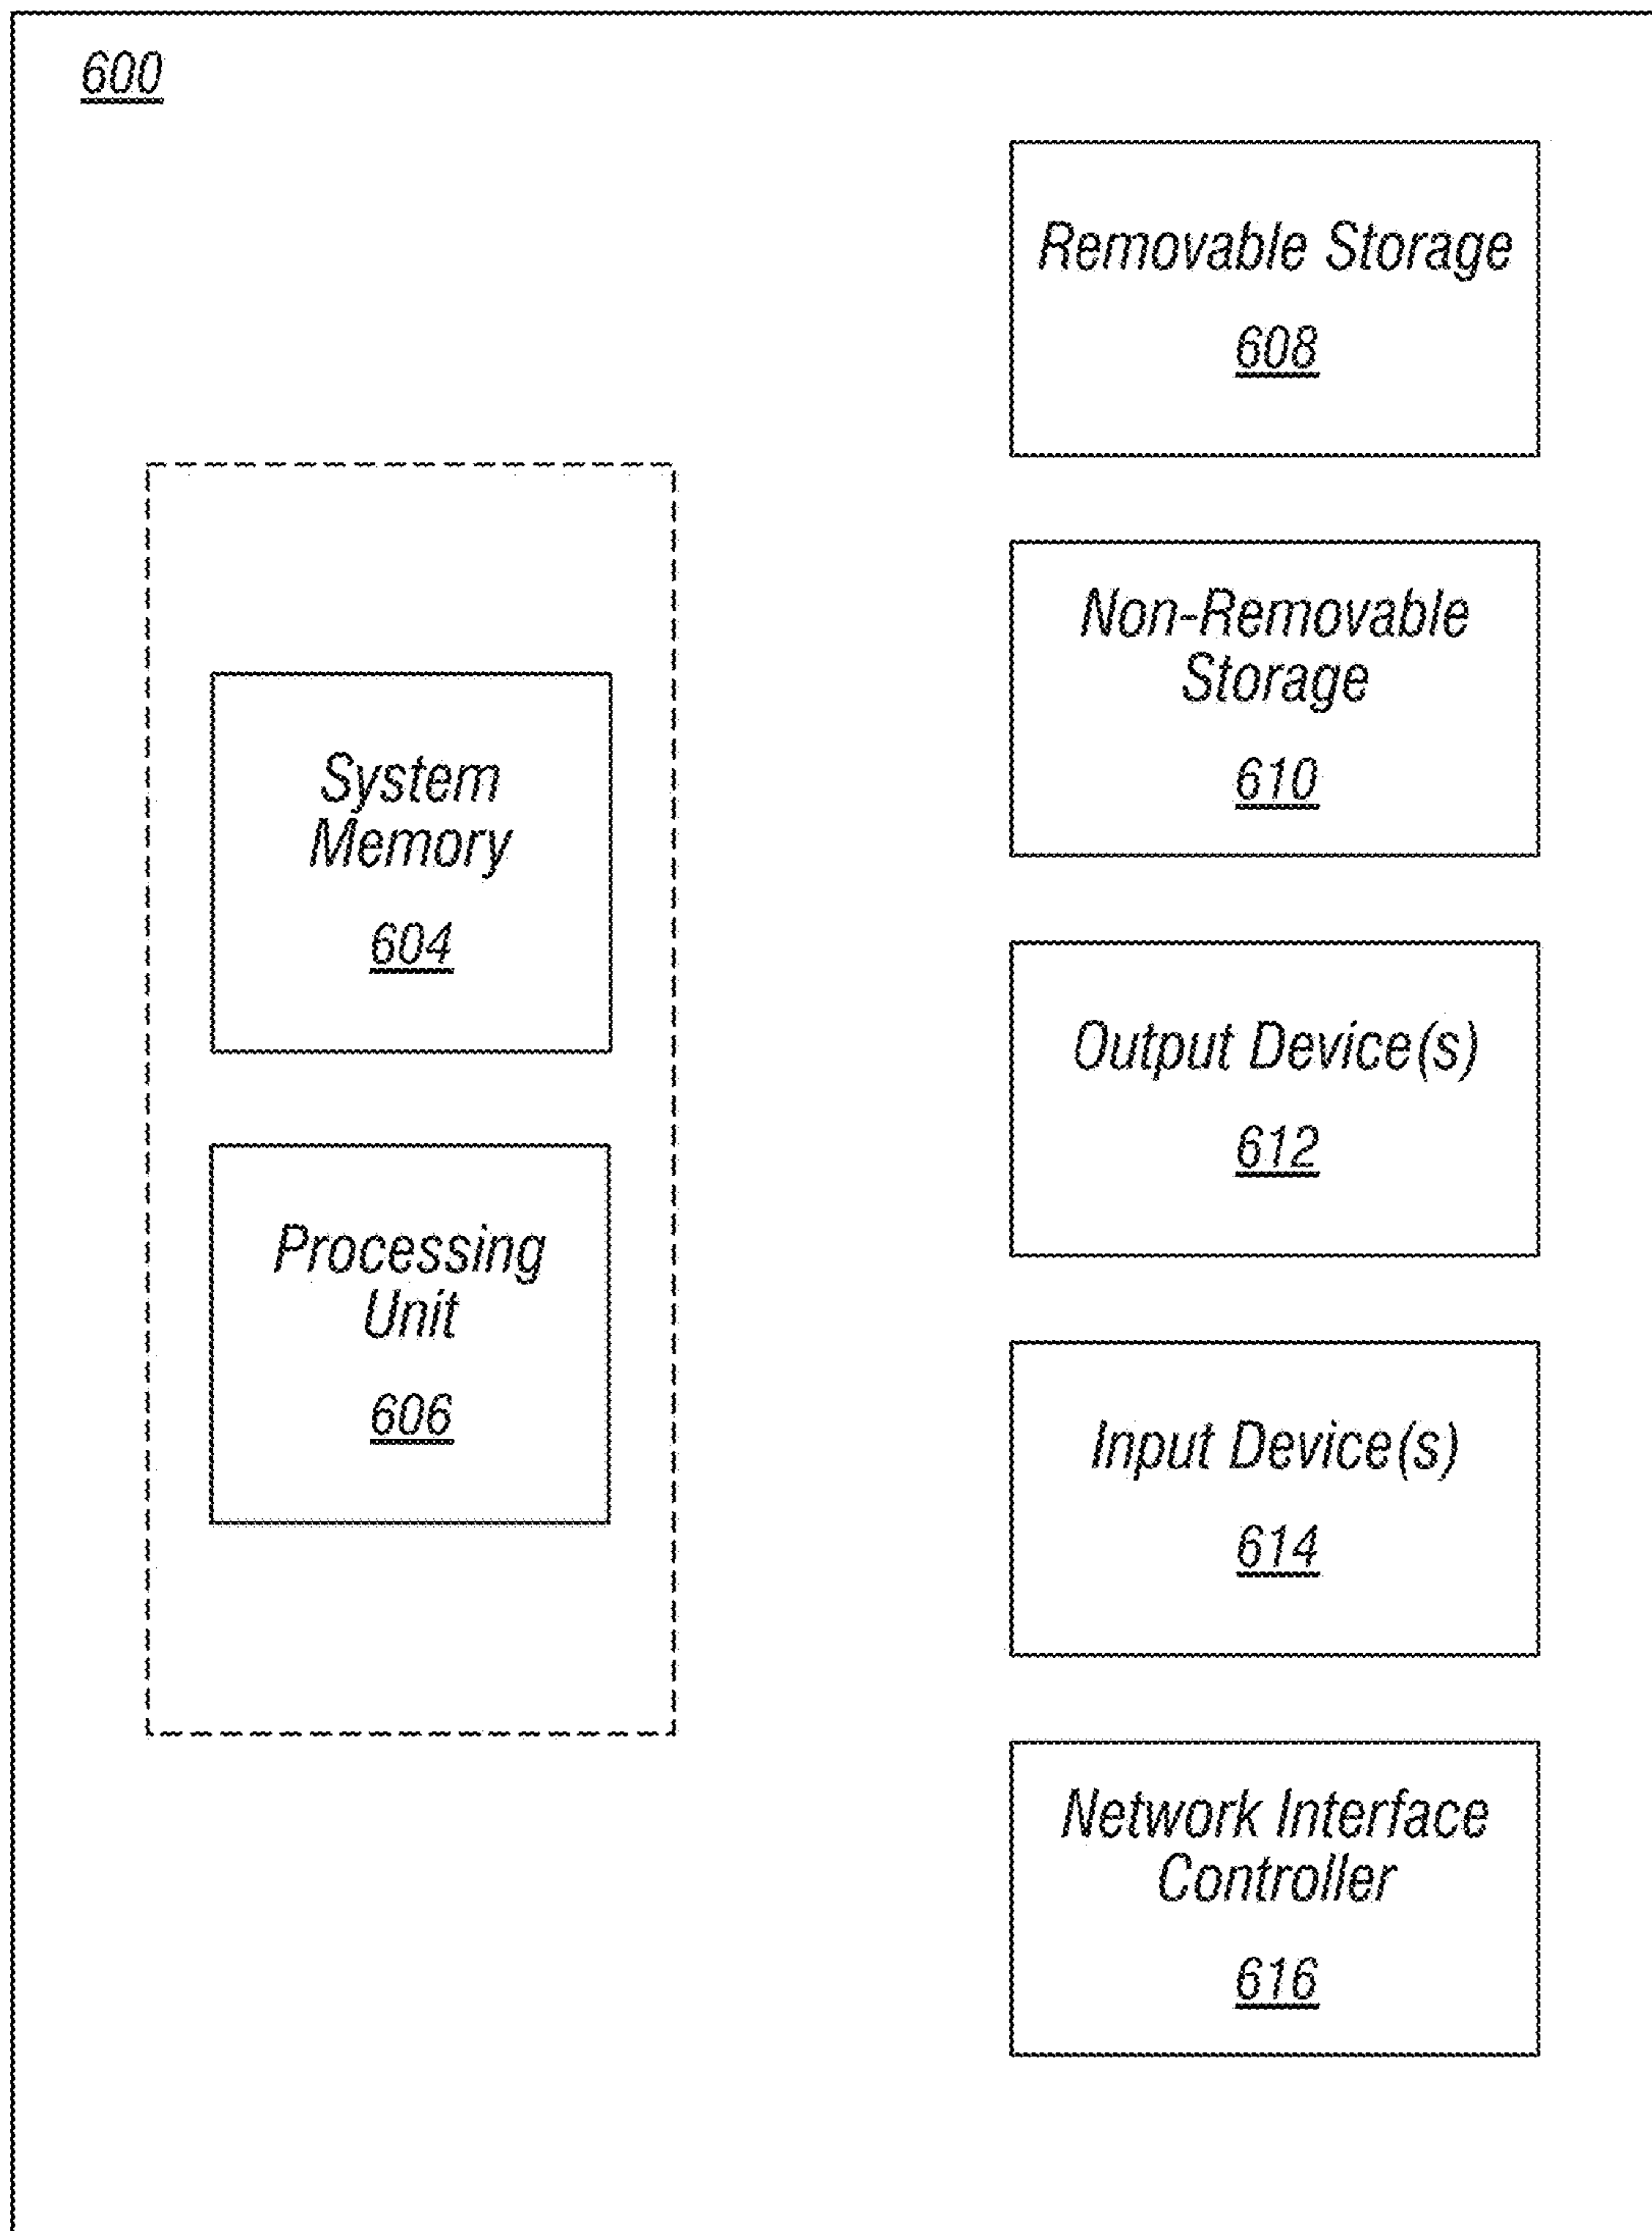 600
Removable Storage
608
Non-Removable
Storage
610
System
Memory
604
Output Device(s)
612
Processing
Unit
606
Input Device(s)
614
Network Interface
Controller
616